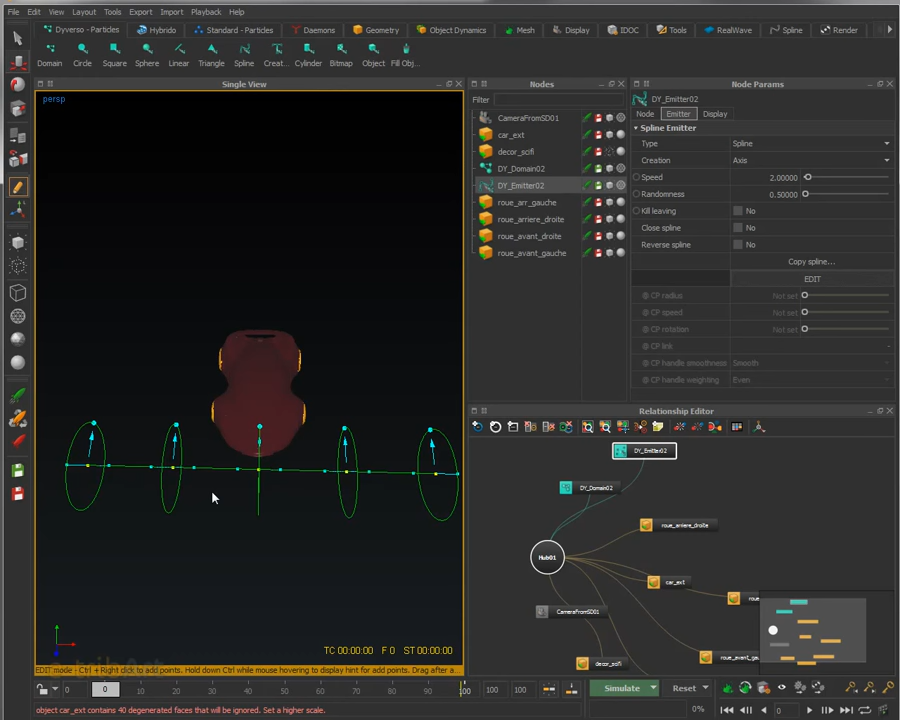 File Edit View Layout Tools Export Import Playback Help
Dyverso - Particles Hybrido Standard - Particles Daemons Geometry Object Dynamics Mesh Display IDOC Tools RealWave Spline Render
Domain Circle Square Sphere Linear Triangle Spline Creat... Cylinder Bitmap Object Fill Obj...
Single View
persp
TC 00:00:00 F 0 ST 00:00:00
EDIT mode - Ctrl + Right click to add points. Hold down Ctrl while mouse hovering to display hint for add points. Drag after a
Nodes
Filter
CameraFromSD01
car_ext
decor_scifi
DY_Domain02
DY_Emitter02
roue_arr_gauche
roue_arriere_droite
roue_avant_droite
roue_avant_gauche
Node Params
DY_Emitter02
Node Emitter Display
Spline Emitter
Type Spline
Creation Axis
Speed 2.00000
Randomness 0.50000
Kill leaving No
Close spline No
Reverse spline No
Copy spline...
EDIT
@ CP radius Not set
@ CP speed Not set
@ CP rotation Not set
@ CP link -
@ CP handle smoothness Smooth
@ CP handle weighting Even
Relationship Editor
DY_Emitter02
DY_Domain02
roue_arriere_droite
Hub01
car_ext
roue
CameraFromSD01
roue_avant_gau
decor_scifi
0 0 10 20 30 40 50 60 70 80 90 100 100 100
Simulate Reset 0%
object car_ext contains 40 degenerated faces that will be ignored. Set a higher scale.
0